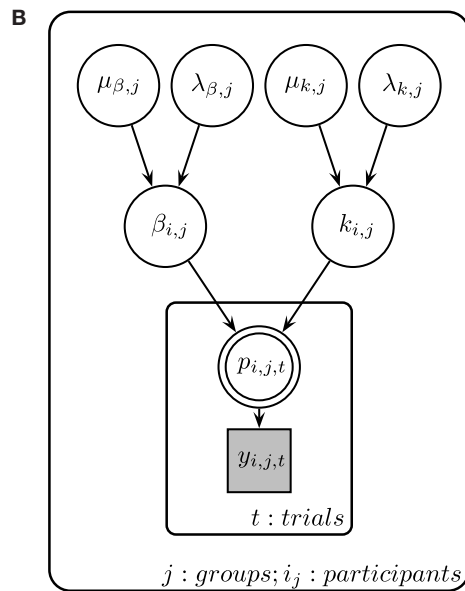 B
μβ,j λβ,j μk,j λk,j
βi,j ki,j
pi,j,t
yi,j,t
t : trials
j : groups; ij : participants